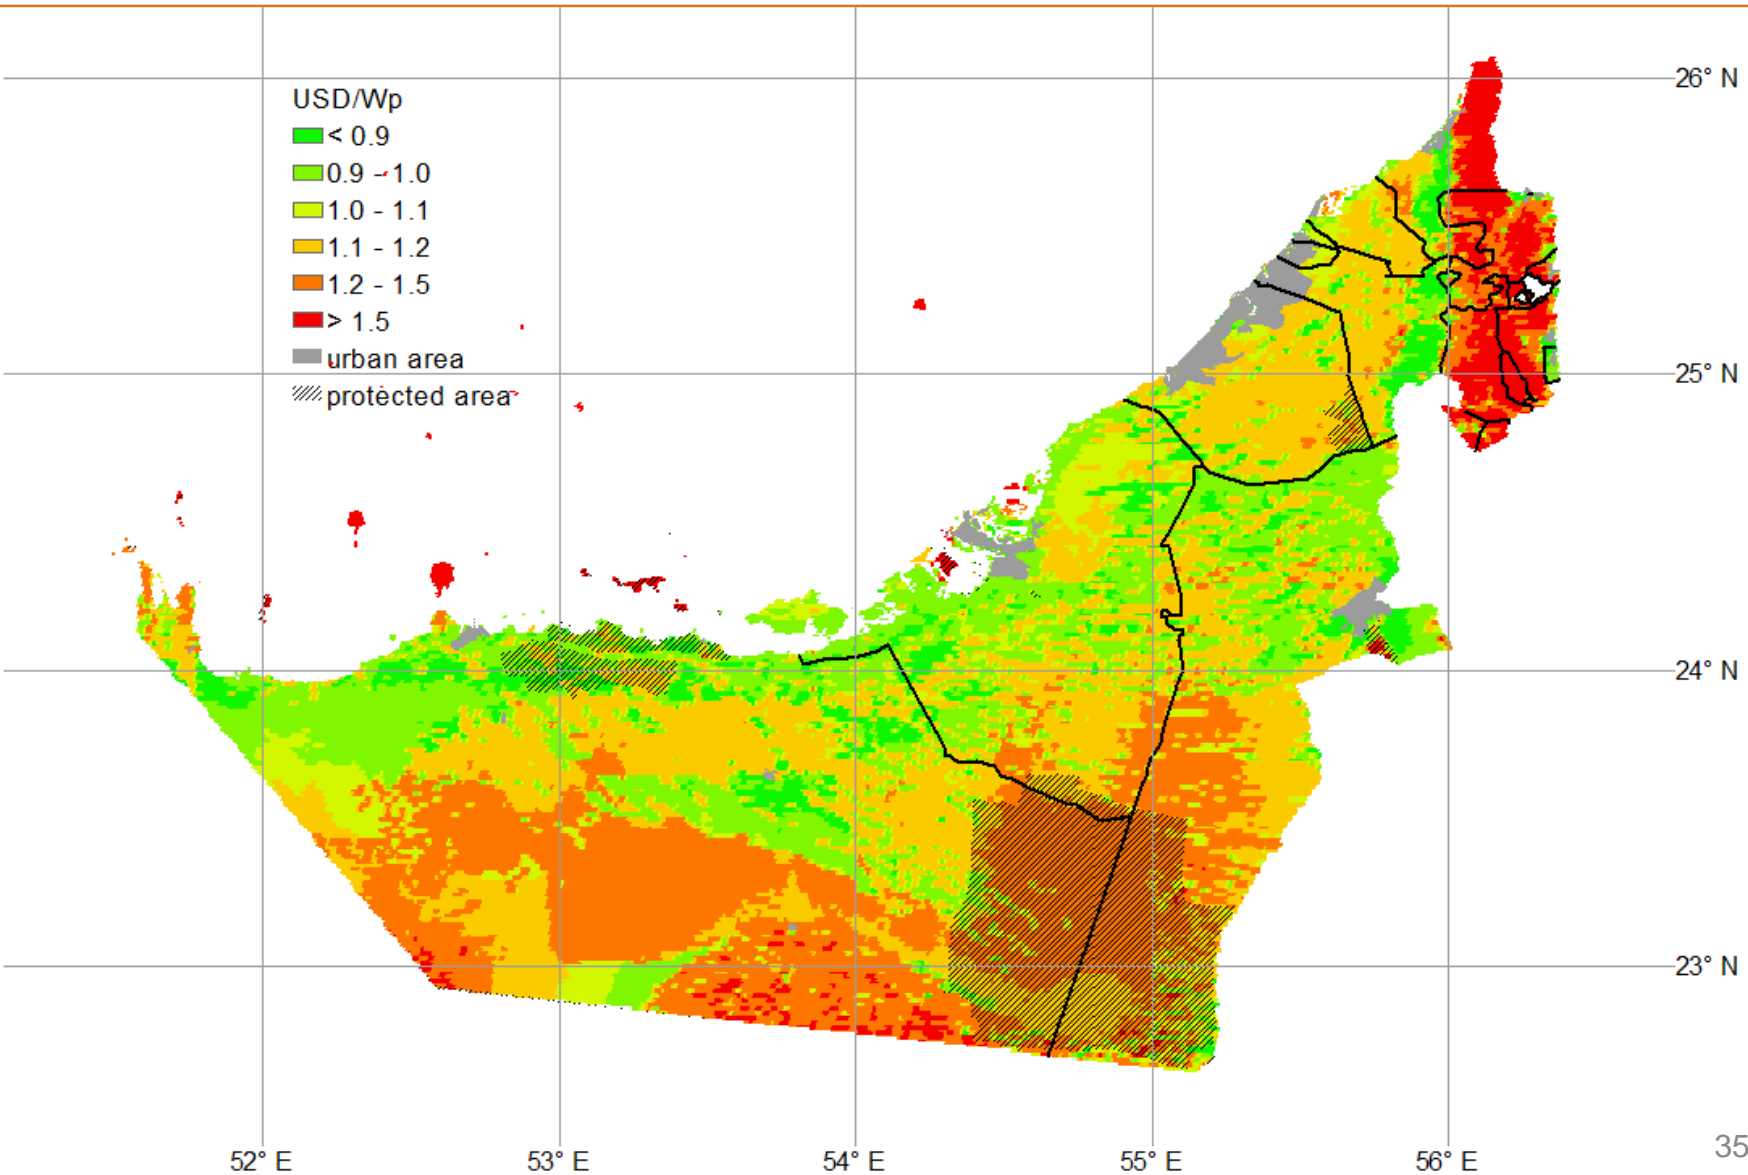 26° N
USD/Wp
< 0.9
0.9 - 1.0
1.0 - 1.1
1.1 - 1.2
1.2 - 1.5
> 1.5
urban area
25° N
protected area
24° N
23° N
35
52° E 53° E 54° E 55° E 56° E